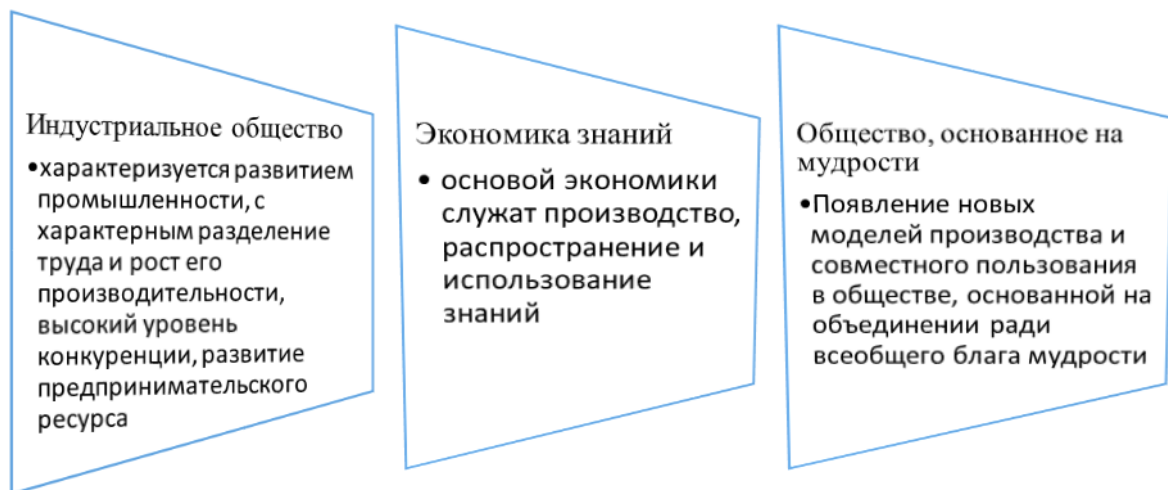 Индустриальное общество
•характеризуется развитием
промышленности, с
характерным разделение
труда и рост его
производительности,
высокий уровень
конкуренции, развитие
предпринимательского
ресурса
Экономика знаний
• основой экономики
служат производство,
распространение и
использование
знаний
Общество, основанное на
мудрости
•Появление новых
моделей производства и
совместного пользования
в обществе, основанной на
объединении ради
всеобщего блага мудрости